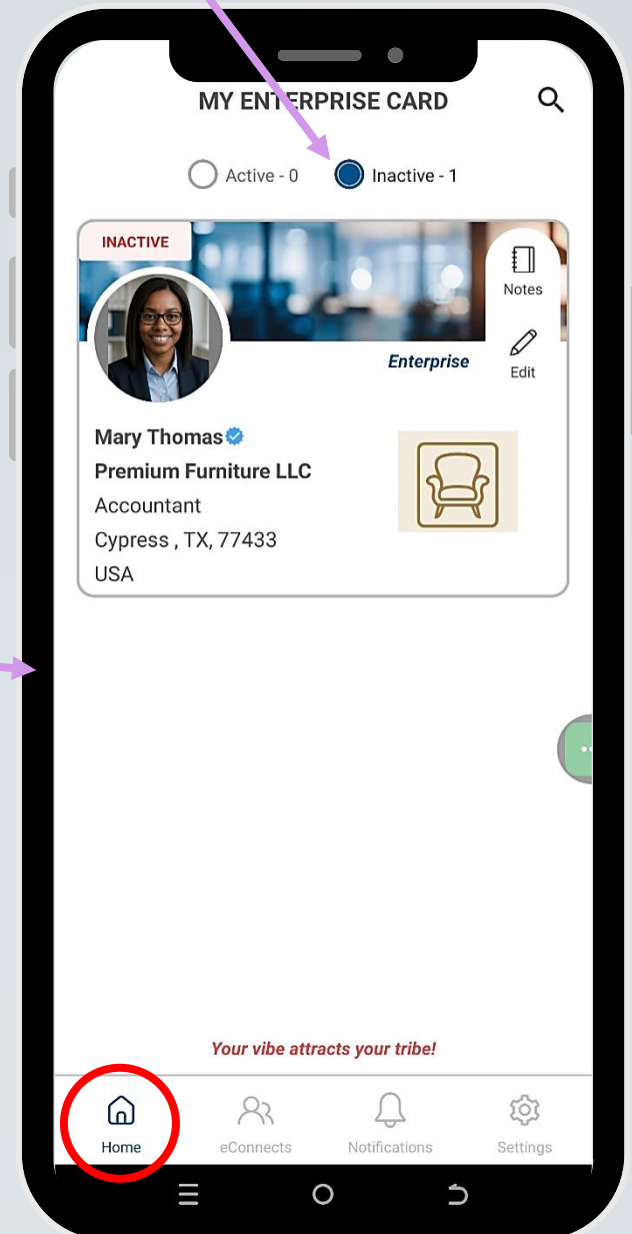 MY ENTERPRISE CARD
Active - 0
Inactive - 1
INACTIVE
Notes
Enterprise
Edit
Mary Thomas
Premium Furniture LLC
Accountant
Cypress , TX, 77433
USA
Your vibe attracts your tribe!
Home
eConnects
Notifications
Settings